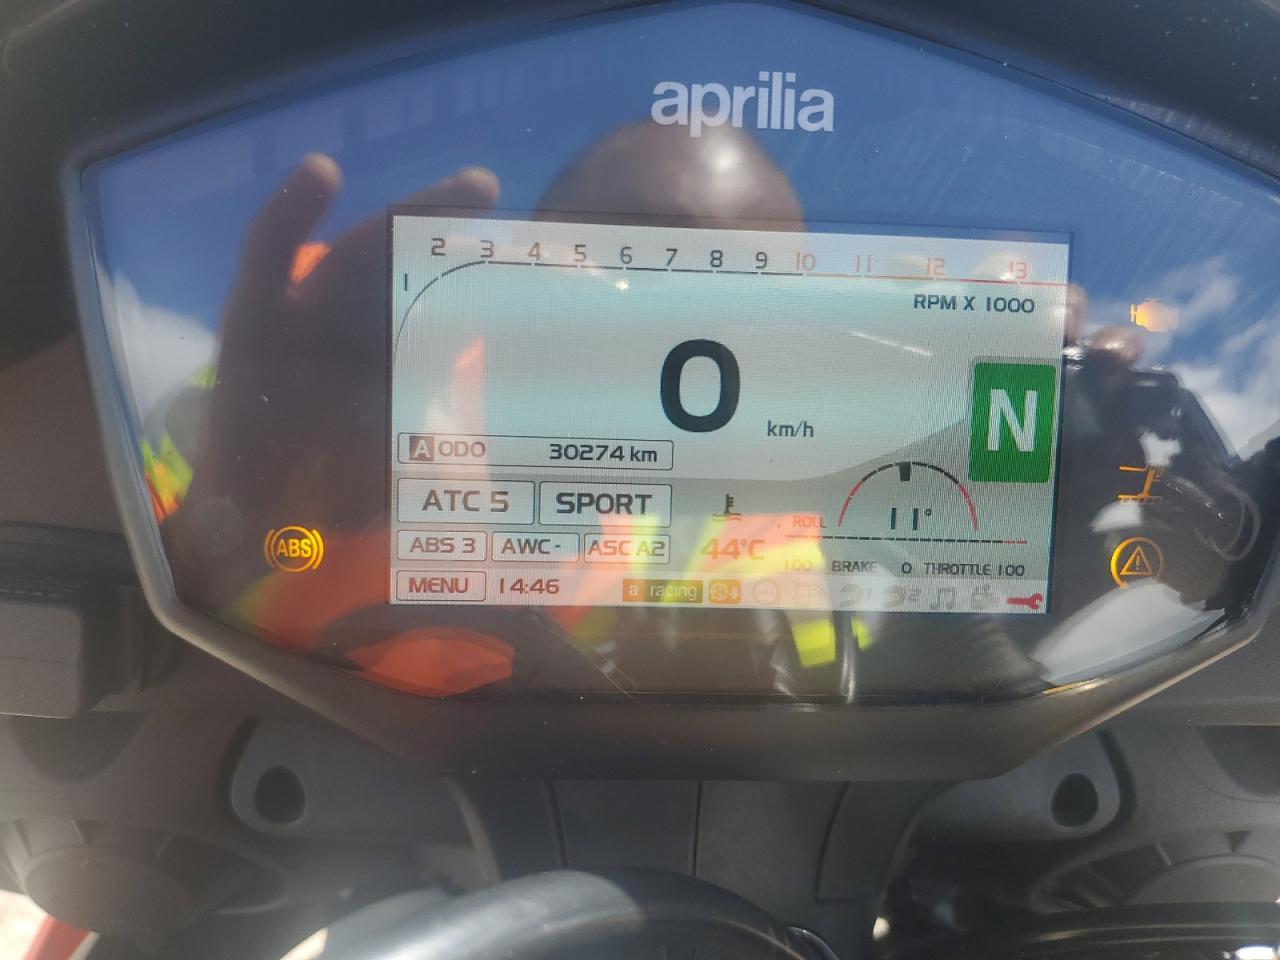 aprilia
1 2 3 4 5 6 7 8 9 10 11 12 13
RPM X 1000
0 km/h
N
A ODO 30274 km
ATC 5 SPORT
11°
ROLL
ABS ABS 3 AWC- ASC A2 44°C
100 BRAKE 0 THROTTLE 100
MENU 14:46 a racing